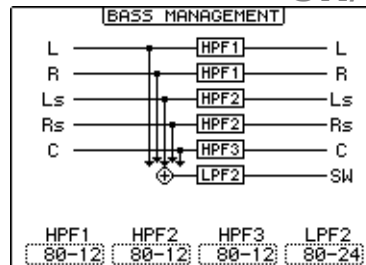 BASS MANAGEMENT
L HPF1 L
R HPF1 R
Ls HPF2 Ls
Rs HPF2 Rs
C HPF3 C
LPF2 SW
HPF1 HPF2 HPF3 LPF2
80-12 80-12 80-12 80-24